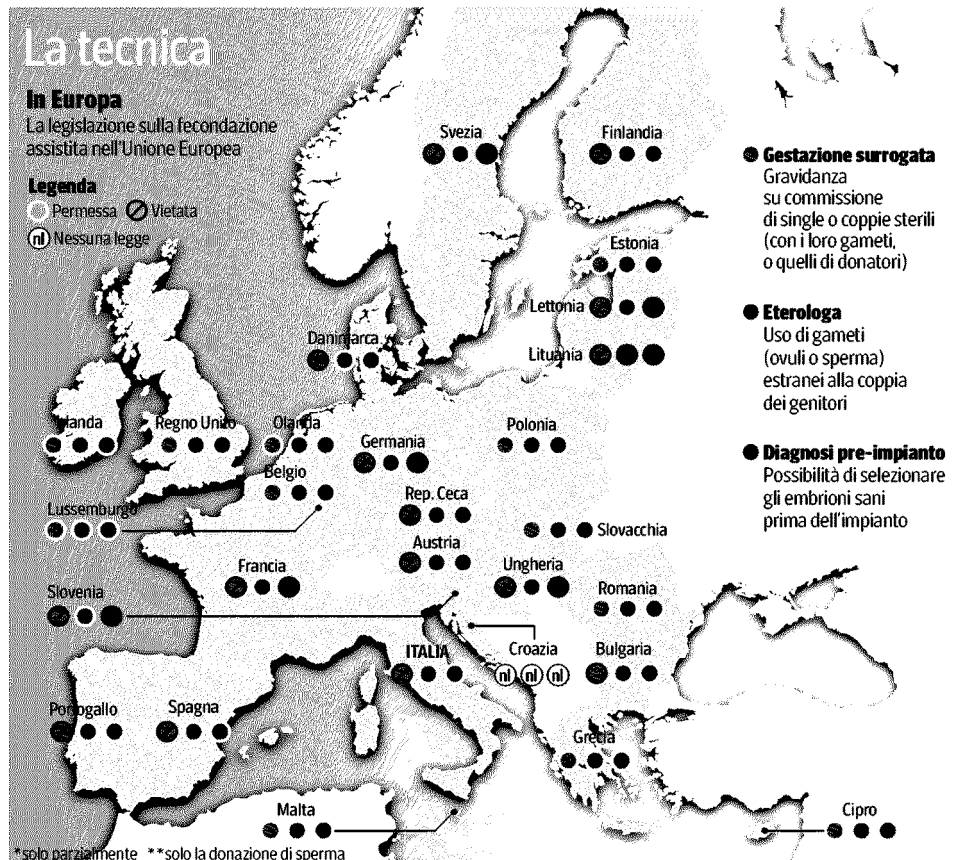 La tecnica
In Europa
La legislazione sulla fecondazione
assistita nell'Unione Europea
Legenda
Permessa Vietata
nl Nessuna legge
Svezia
Finlandia
Estonia
Lettonia
Lituania
Danimarca
Irlanda
Regno Unito
Olanda
Germania
Polonia
Belgio
Lussemburgo
Rep. Ceca
Slovacchia
Austria
Francia
Ungheria
Slovenia
Romania
ITALIA
Croazia
nl nl nl
Bulgaria
Portogallo
Spagna
Grecia
Malta
Cipro
*solo parzialmente **solo la donazione di sperma
Gestazione surrogata
Gravidanza
su commissione
di single o coppie sterili
(con i loro gameti,
o quelli di donatori)
Eterologa
Uso di gameti
(ovuli o sperma)
estranei alla coppia
dei genitori
Diagnosi pre-impianto
Possibilità di selezionare
gli embrioni sani
prima dell'impianto